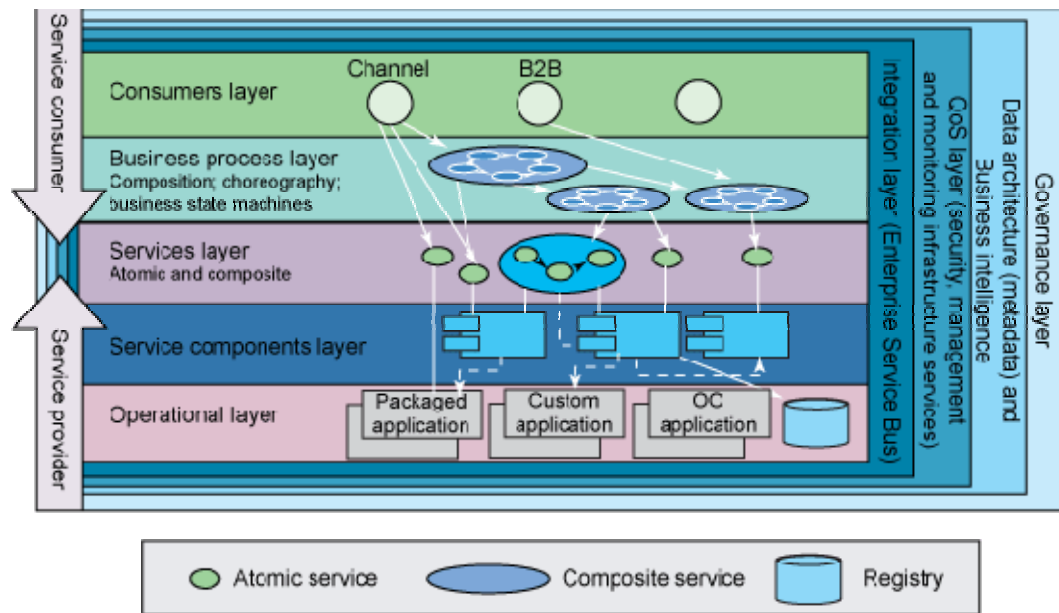 Service consumer
Service provider
Channel
B2B
Consumers layer
Business process layer
Composition; choreography;
business state machines
Services layer
Atomic and composite
Service components layer
Operational layer
Packaged
application
Custom
application
OC
application
Integration layer (Enterprise Service Bus)
QoS layer (security, management
and monitoring infrastructure services)
Data architecture (metadata) and
Business intelligence
Governance layer
Atomic service
Composite service
Registry